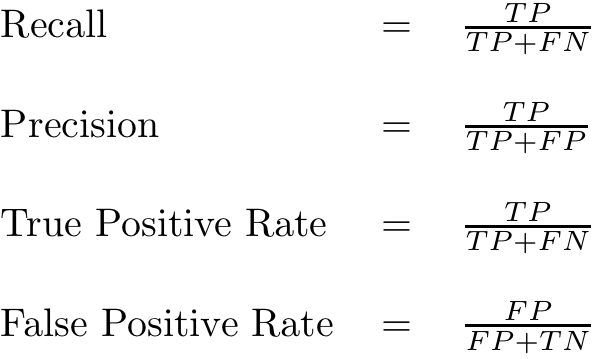 Recall = TP / TP+FN
Precision = TP / TP+FP
True Positive Rate = TP / TP+FN
False Positive Rate = FP / FP+TN